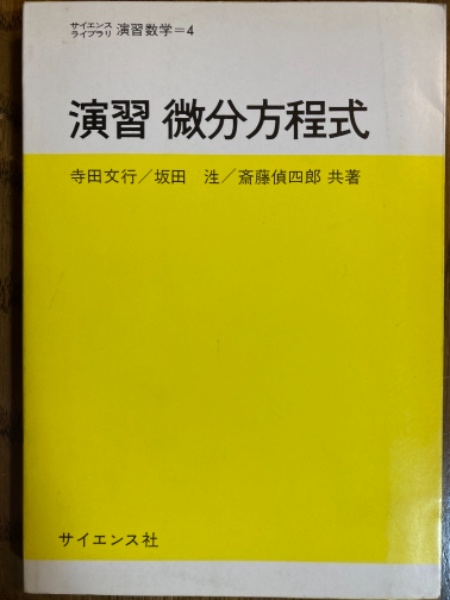 サイエンス
ライブラリ 演習数学=4
演習 微分方程式
寺田文行/坂田 泩/斎藤偵四郎 共著
サイエンス社